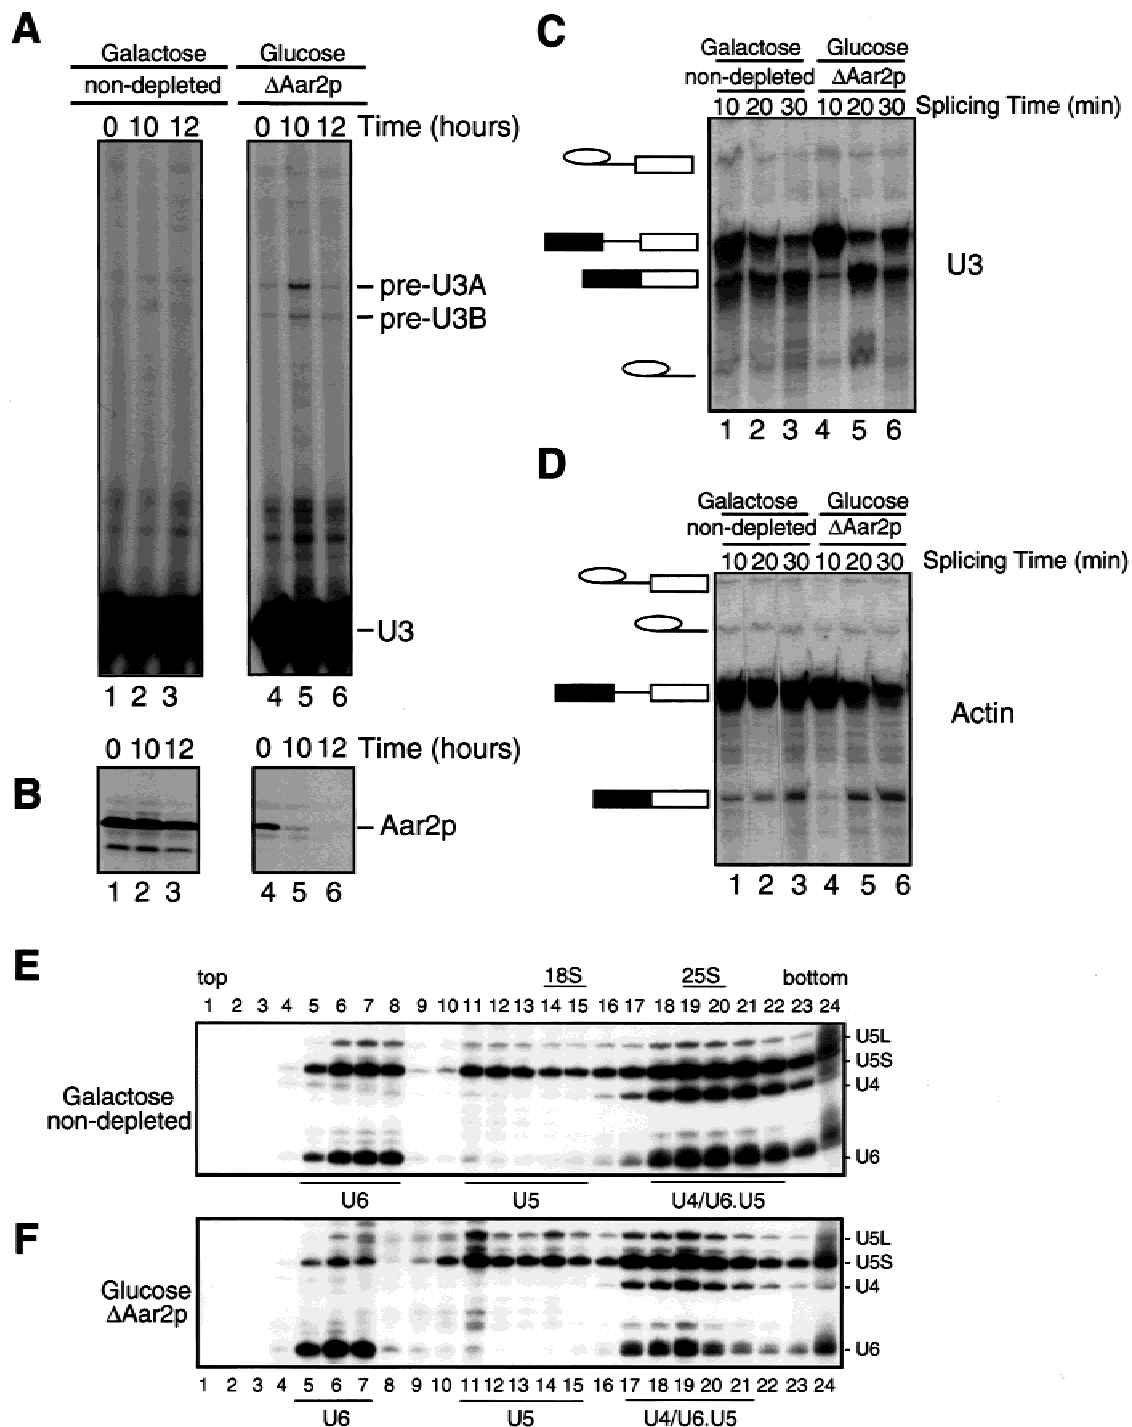 A
Galactose Glucose
non-depleted ΔAar2p
0 10 12 0 10 12 Time (hours)
pre-U3A
pre-U3B
U3
1 2 3 4 5 6
B
0 10 12 0 10 12 Time (hours)
Aar2p
1 2 3 4 5 6
C
Galactose Glucose
non-depleted ΔAar2p
10 20 30 10 20 30 Splicing Time (min)
U3
1 2 3 4 5 6
D
Galactose Glucose
non-depleted ΔAar2p
10 20 30 10 20 30 Splicing Time (min)
Actin
1 2 3 4 5 6
E
top 18S 25S bottom
1 2 3 4 5 6 7 8 9 10 11 12 13 14 15 16 17 18 19 20 21 22 23 24
Galactose
non-depleted
U5L
U5S
U4
U6
U6 U5 U4/U6.U5
F
Glucose
ΔAar2p
U5L
U5S
U4
U6
1 2 3 4 5 6 7 8 9 10 11 12 13 14 15 16 17 18 19 20 21 22 23 24
U6 U5 U4/U6.U5